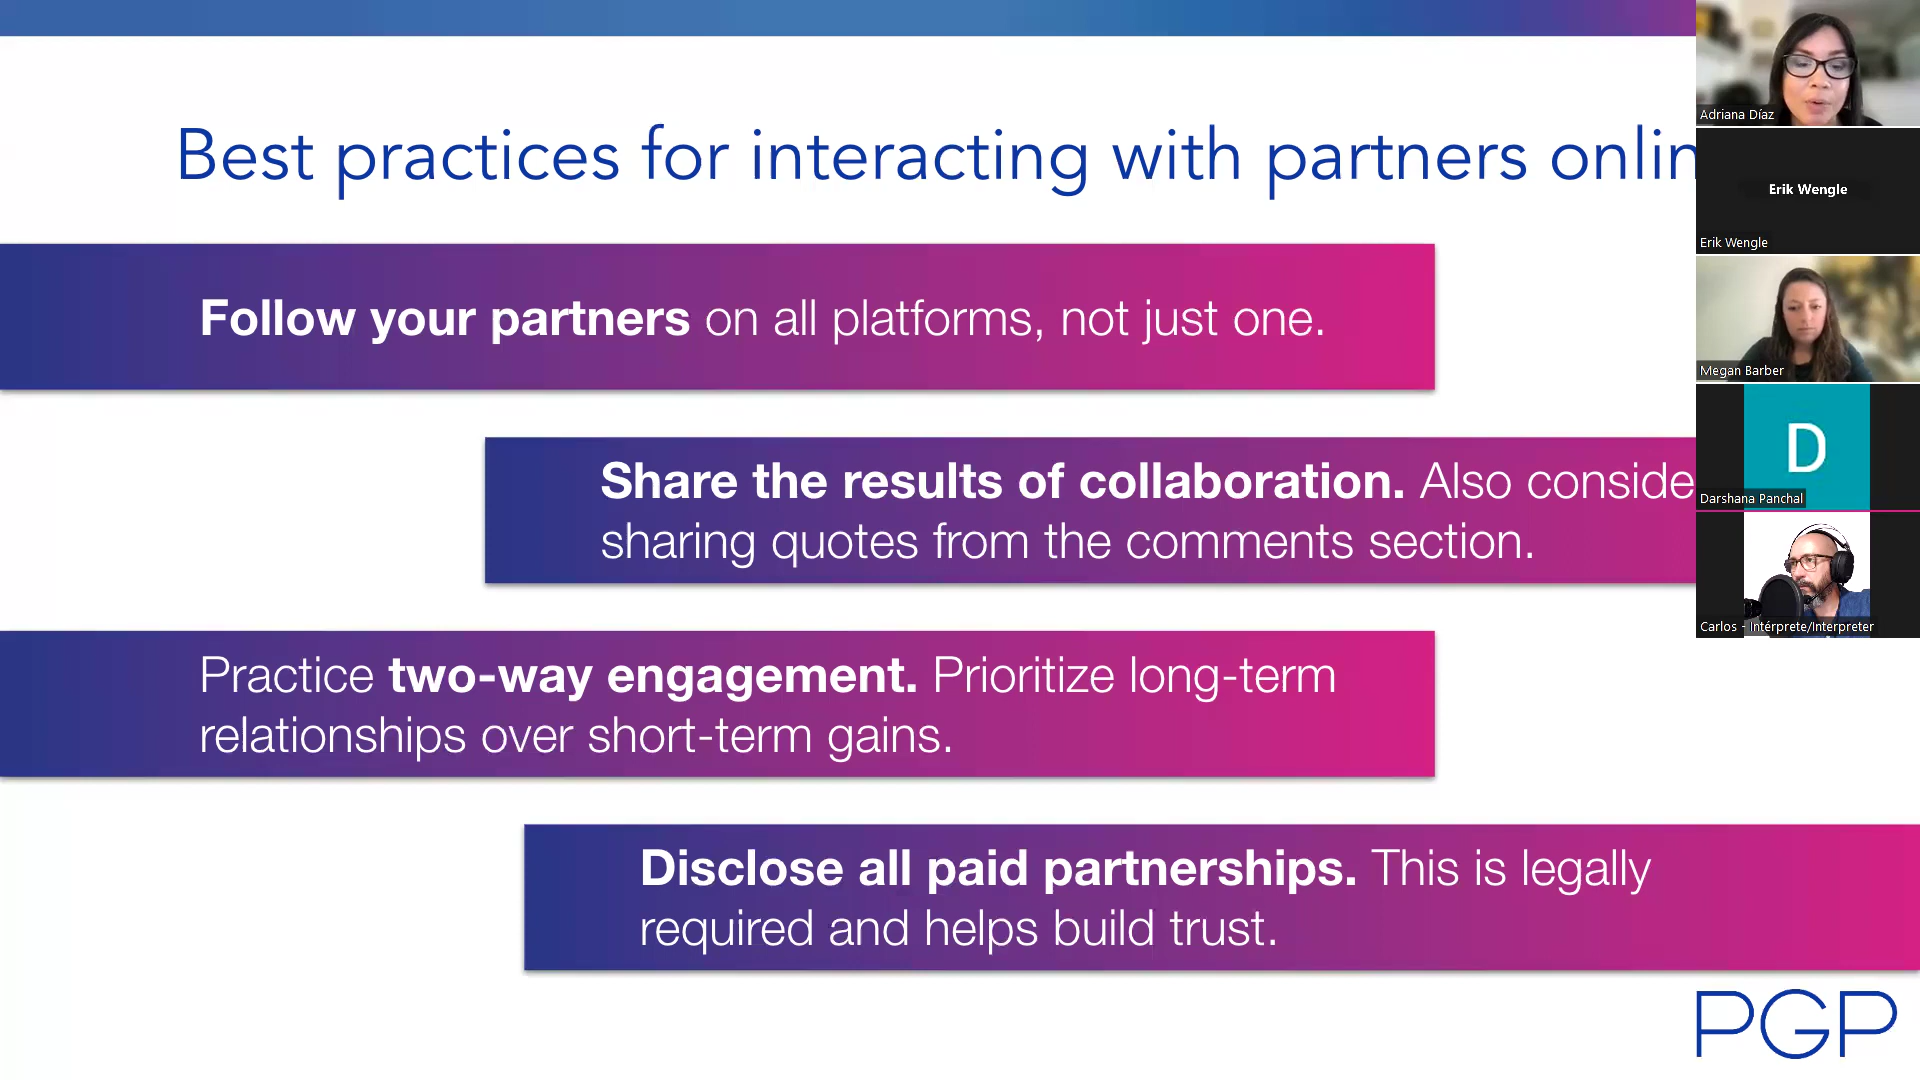 Best practices for interacting with partners onlin
Follow your partners on all platforms, not just one.
Share the results of collaboration. Also conside
sharing quotes from the comments section.
Practice two-way engagement. Prioritize long-term
relationships over short-term gains.
Disclose all paid partnerships. This is legally
required and helps build trust.
PGP
Adriana Díaz
Erik Wengle
Erik Wengle
Megan Barber
D
Darshana Panchal
Carlos - Intérprete/Interpreter